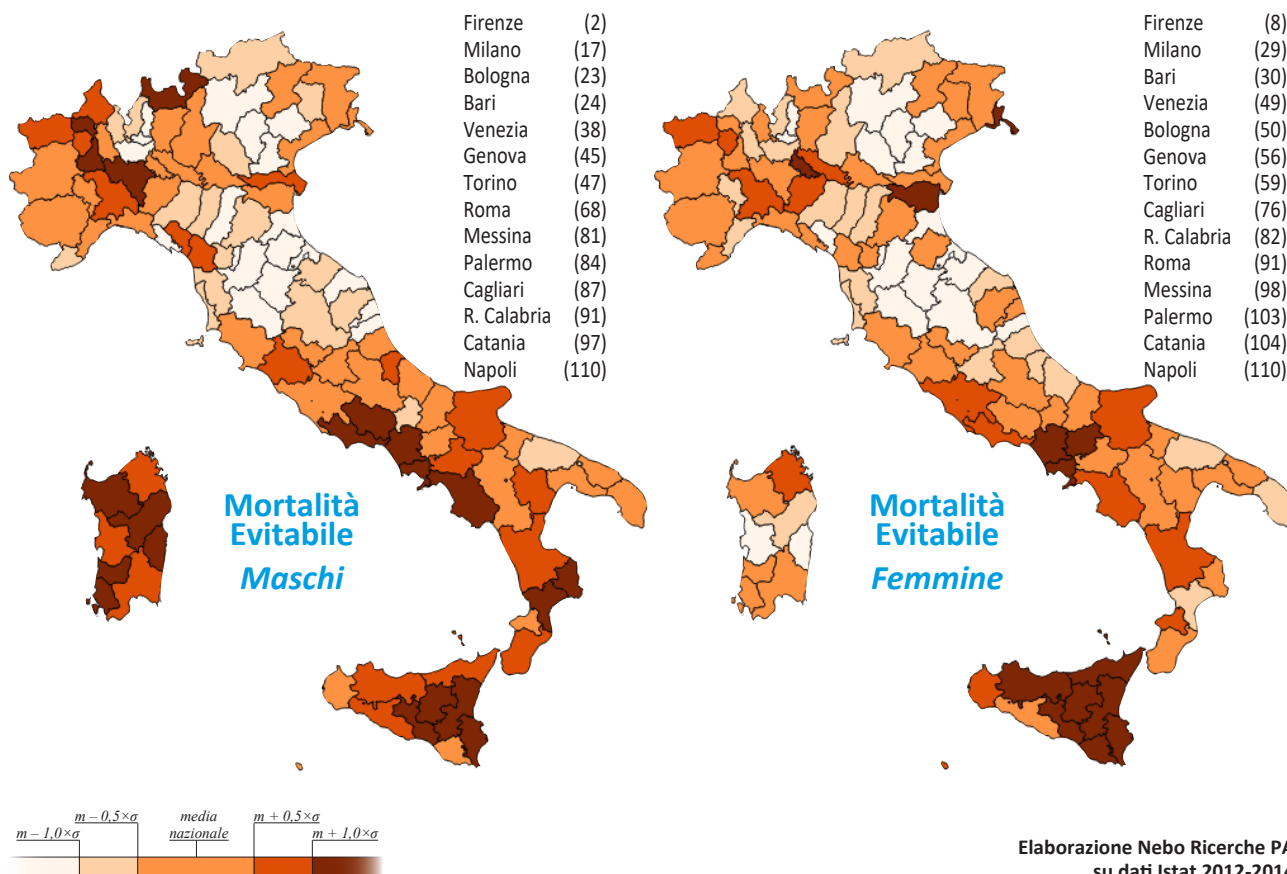 Firenze (2)
Milano (17)
Bologna (23)
Bari (24)
Venezia (38)
Genova (45)
Torino (47)
Roma (68)
Messina (81)
Palermo (84)
Cagliari (87)
R. Calabria (91)
Catania (97)
Napoli (110)
Mortalità
Evitabile
Maschi
Firenze (8)
Milano (29)
Bari (30)
Venezia (49)
Bologna (50)
Genova (56)
Torino (59)
Cagliari (76)
R. Calabria (82)
Roma (91)
Messina (98)
Palermo (103)
Catania (104)
Napoli (110)
Mortalità
Evitabile
Femmine
m – 1,0×σ
m – 0,5×σ
media
nazionale
m + 0,5×σ
m + 1,0×σ
Elaborazione Nebo Ricerche PA
su dati Istat 2012-2014